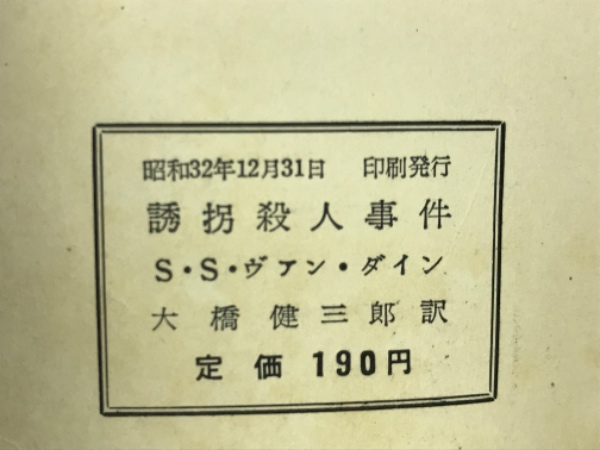 昭和32年12月31日 印刷発行
誘拐殺人事件
S・S・ヴァン・ダイン
大橋健三郎訳
定価190円